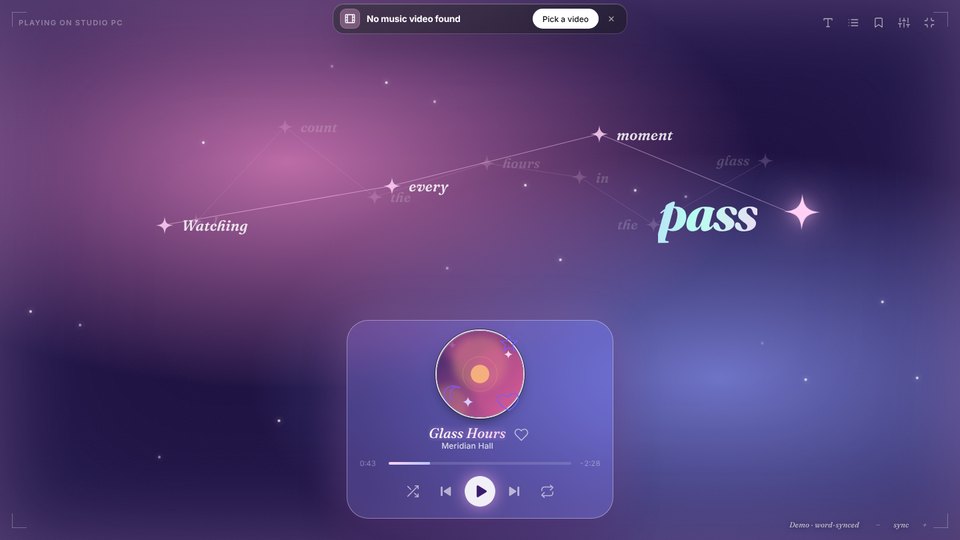 PLAYING ON STUDIO PC
No music video found
Pick a video
count
moment
hours
glass
in
every
the
Watching
the
pass
Glass Hours
Meridian Hall
0:43
-2:28
Demo · word-synced
− sync +